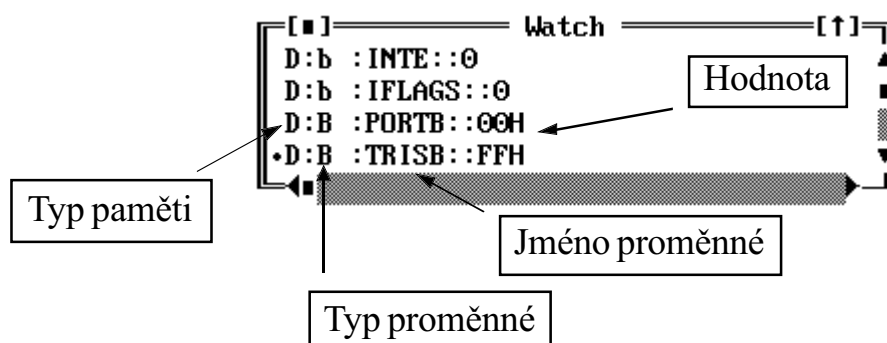 [■] Watch [↑]
D:b :INTE::0
D:b :IFLAGS::0
D:B :PORTB::00H
•D:B :TRISB::FFH
Hodnota
Typ paměti
Jméno proměnné
Typ proměnné